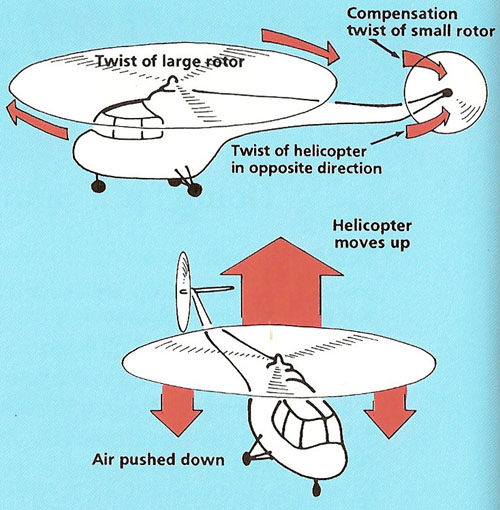 Compensation
twist of small rotor
Twist of large rotor
Twist of helicopter
in opposite direction
Helicopter
moves up
Air pushed down